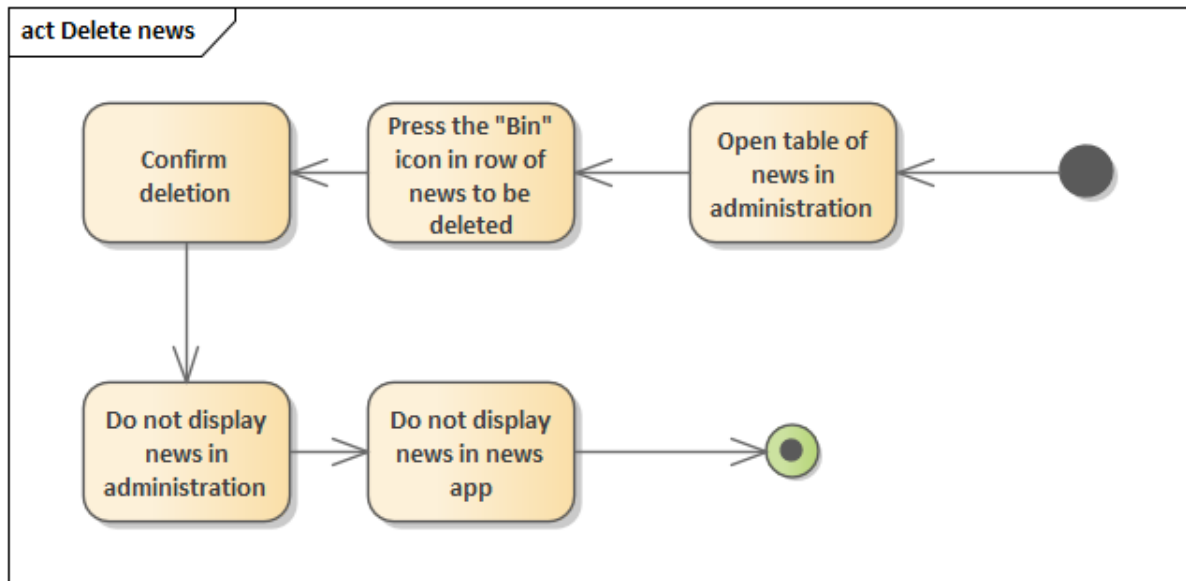 act Delete news
Confirm
deletion
Press the "Bin"
icon in row of
news to be
deleted
Open table of
news in
administration
Do not display
news in
administration
Do not display
news in news
app